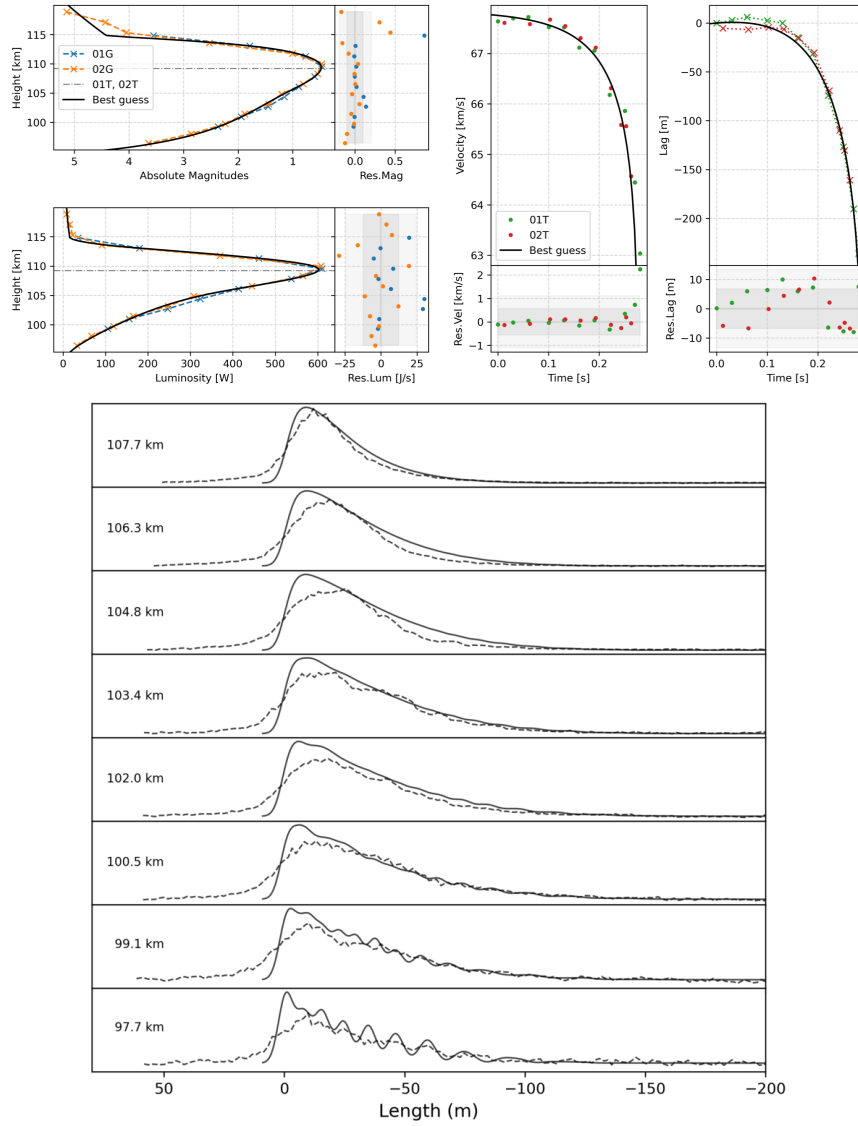 115
110
105
100
Height [km]
01G
02G
01T, 02T
Best guess
5
4
3
2
1
Absolute Magnitudes
0.0
0.5
Res.Mag
115
110
105
100
Height [km]
0
100
200
300
400
500
600
Luminosity [W]
−25
0
25
Res.Lum [J/s]
67
66
65
64
63
Velocity [km/s]
01T
02T
Best guess
2
1
0
−1
Res.Vel [km/s]
0.0
0.1
0.2
Time [s]
0
−50
−100
−150
−200
Lag [m]
10
0
−10
Res.Lag [m]
0.0
0.1
0.2
Time [s]
107.7 km
106.3 km
104.8 km
103.4 km
102.0 km
100.5 km
99.1 km
97.7 km
50
0
−50
−100
−150
−200
Length (m)